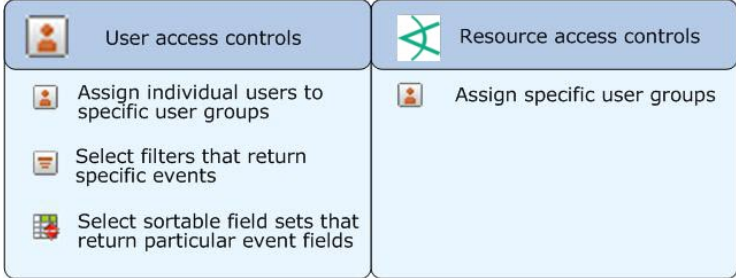 User access controls
Assign individual users to
specific user groups
Select filters that return
specific events
Select sortable field sets that
return particular event fields
Resource access controls
Assign specific user groups